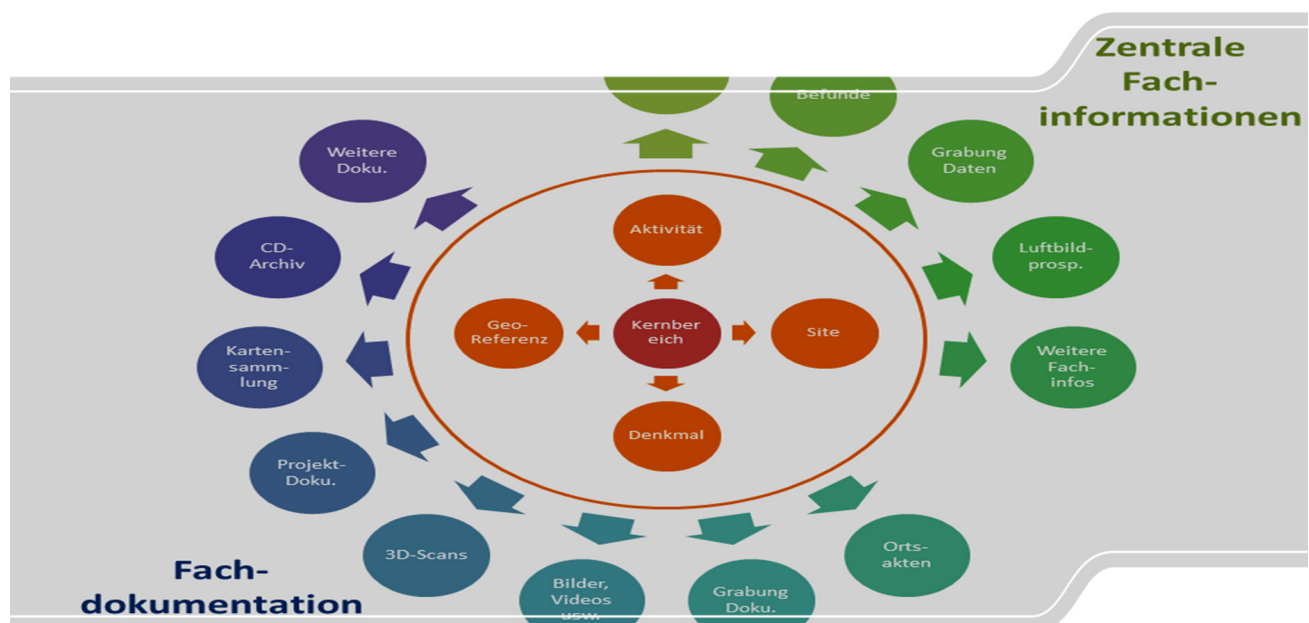 Zentrale
Fach-
informationen
Befunde
Grabung
Daten
Luftbild-
prosp.
Weitere
Fach-
infos
Weitere
Doku.
CD-
Archiv
Karten-
samm-
lung
Projekt-
Doku.
3D-Scans
Bilder,
Videos
usw.
Grabung
Doku.
Orts-
akten
Aktivität
Geo-
Referenz
Kernber
eich
Site
Denkmal
Fach-
dokumentation